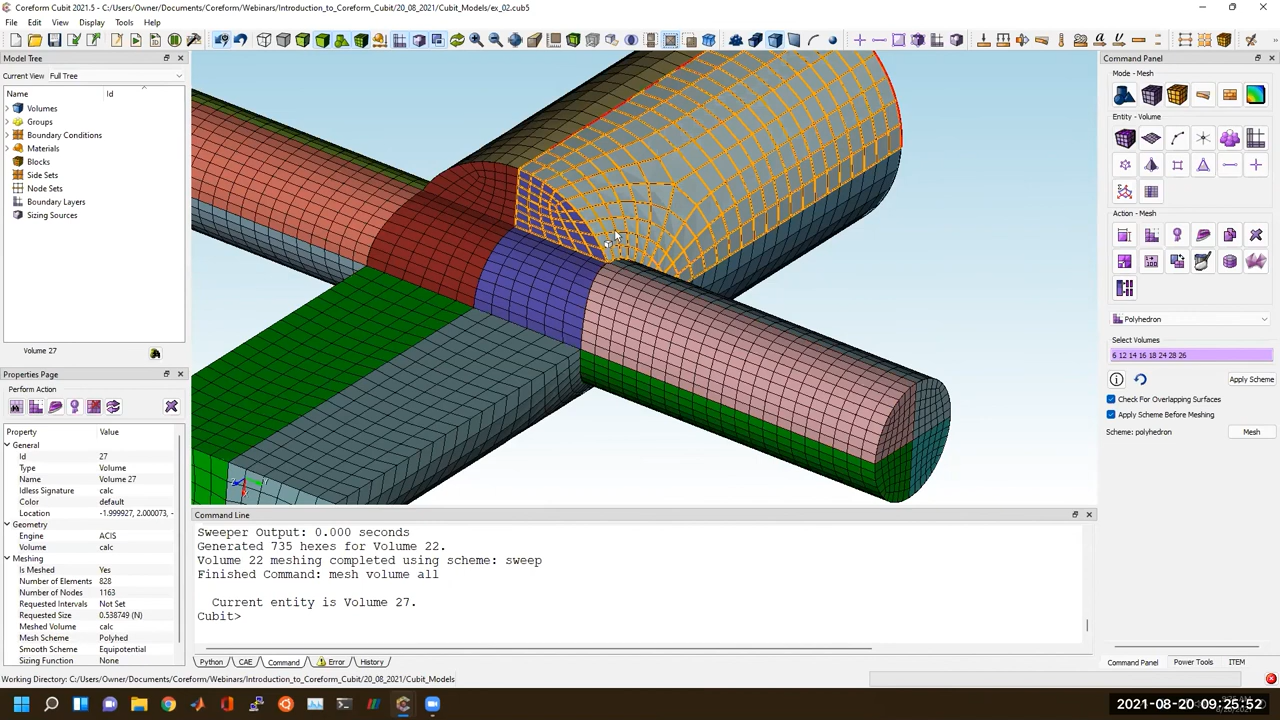 Coreform Cubit 2021.5 - C:/Users/Owner/Documents/Coreform/Webinars/Introduction_to_Coreform_Cubit/20_08_2021/Cubit_Models/ex_02.cub5
File Edit View Display Tools Help
Model Tree
Current View Full Tree
Name Id
Volumes
Groups
Boundary Conditions
Materials
Blocks
Side Sets
Node Sets
Boundary Layers
Sizing Sources
Volume 27
Properties Page
Perform Action
Property Value
General
Id 27
Type Volume
Name Volume 27
Idless Signature calc
Color default
Location -1.999927, 2.000073, -
Geometry
Engine ACIS
Volume calc
Meshing
Is Meshed Yes
Number of Elements 828
Number of Nodes 1163
Requested Intervals Not Set
Requested Size 0.538749 (N)
Meshed Volume calc
Mesh Scheme Polyhed
Smooth Scheme Equipotential
Sizing Function None
Command Line
Sweeper Output: 0.000 seconds
Generated 735 hexes for Volume 22.
Volume 22 meshing completed using scheme: sweep
Finished Command: mesh volume all
Current entity is Volume 27.
Cubit>
Python CAE Command Error History
Command Panel
Mode - Mesh
Entity - Volume
Action - Mesh
Polyhedron
Select Volumes
6 12 14 16 18 24 28 26
Apply Scheme
Check For Overlapping Surfaces
Apply Scheme Before Meshing
Scheme: polyhedron
Mesh
Command Panel Power Tools ITEM
Working Directory: C:/Users/Owner/Documents/Coreform/Webinars/Introduction_to_Coreform_Cubit/20_08_2021/Cubit_Models
2021-08-20 09:25:52